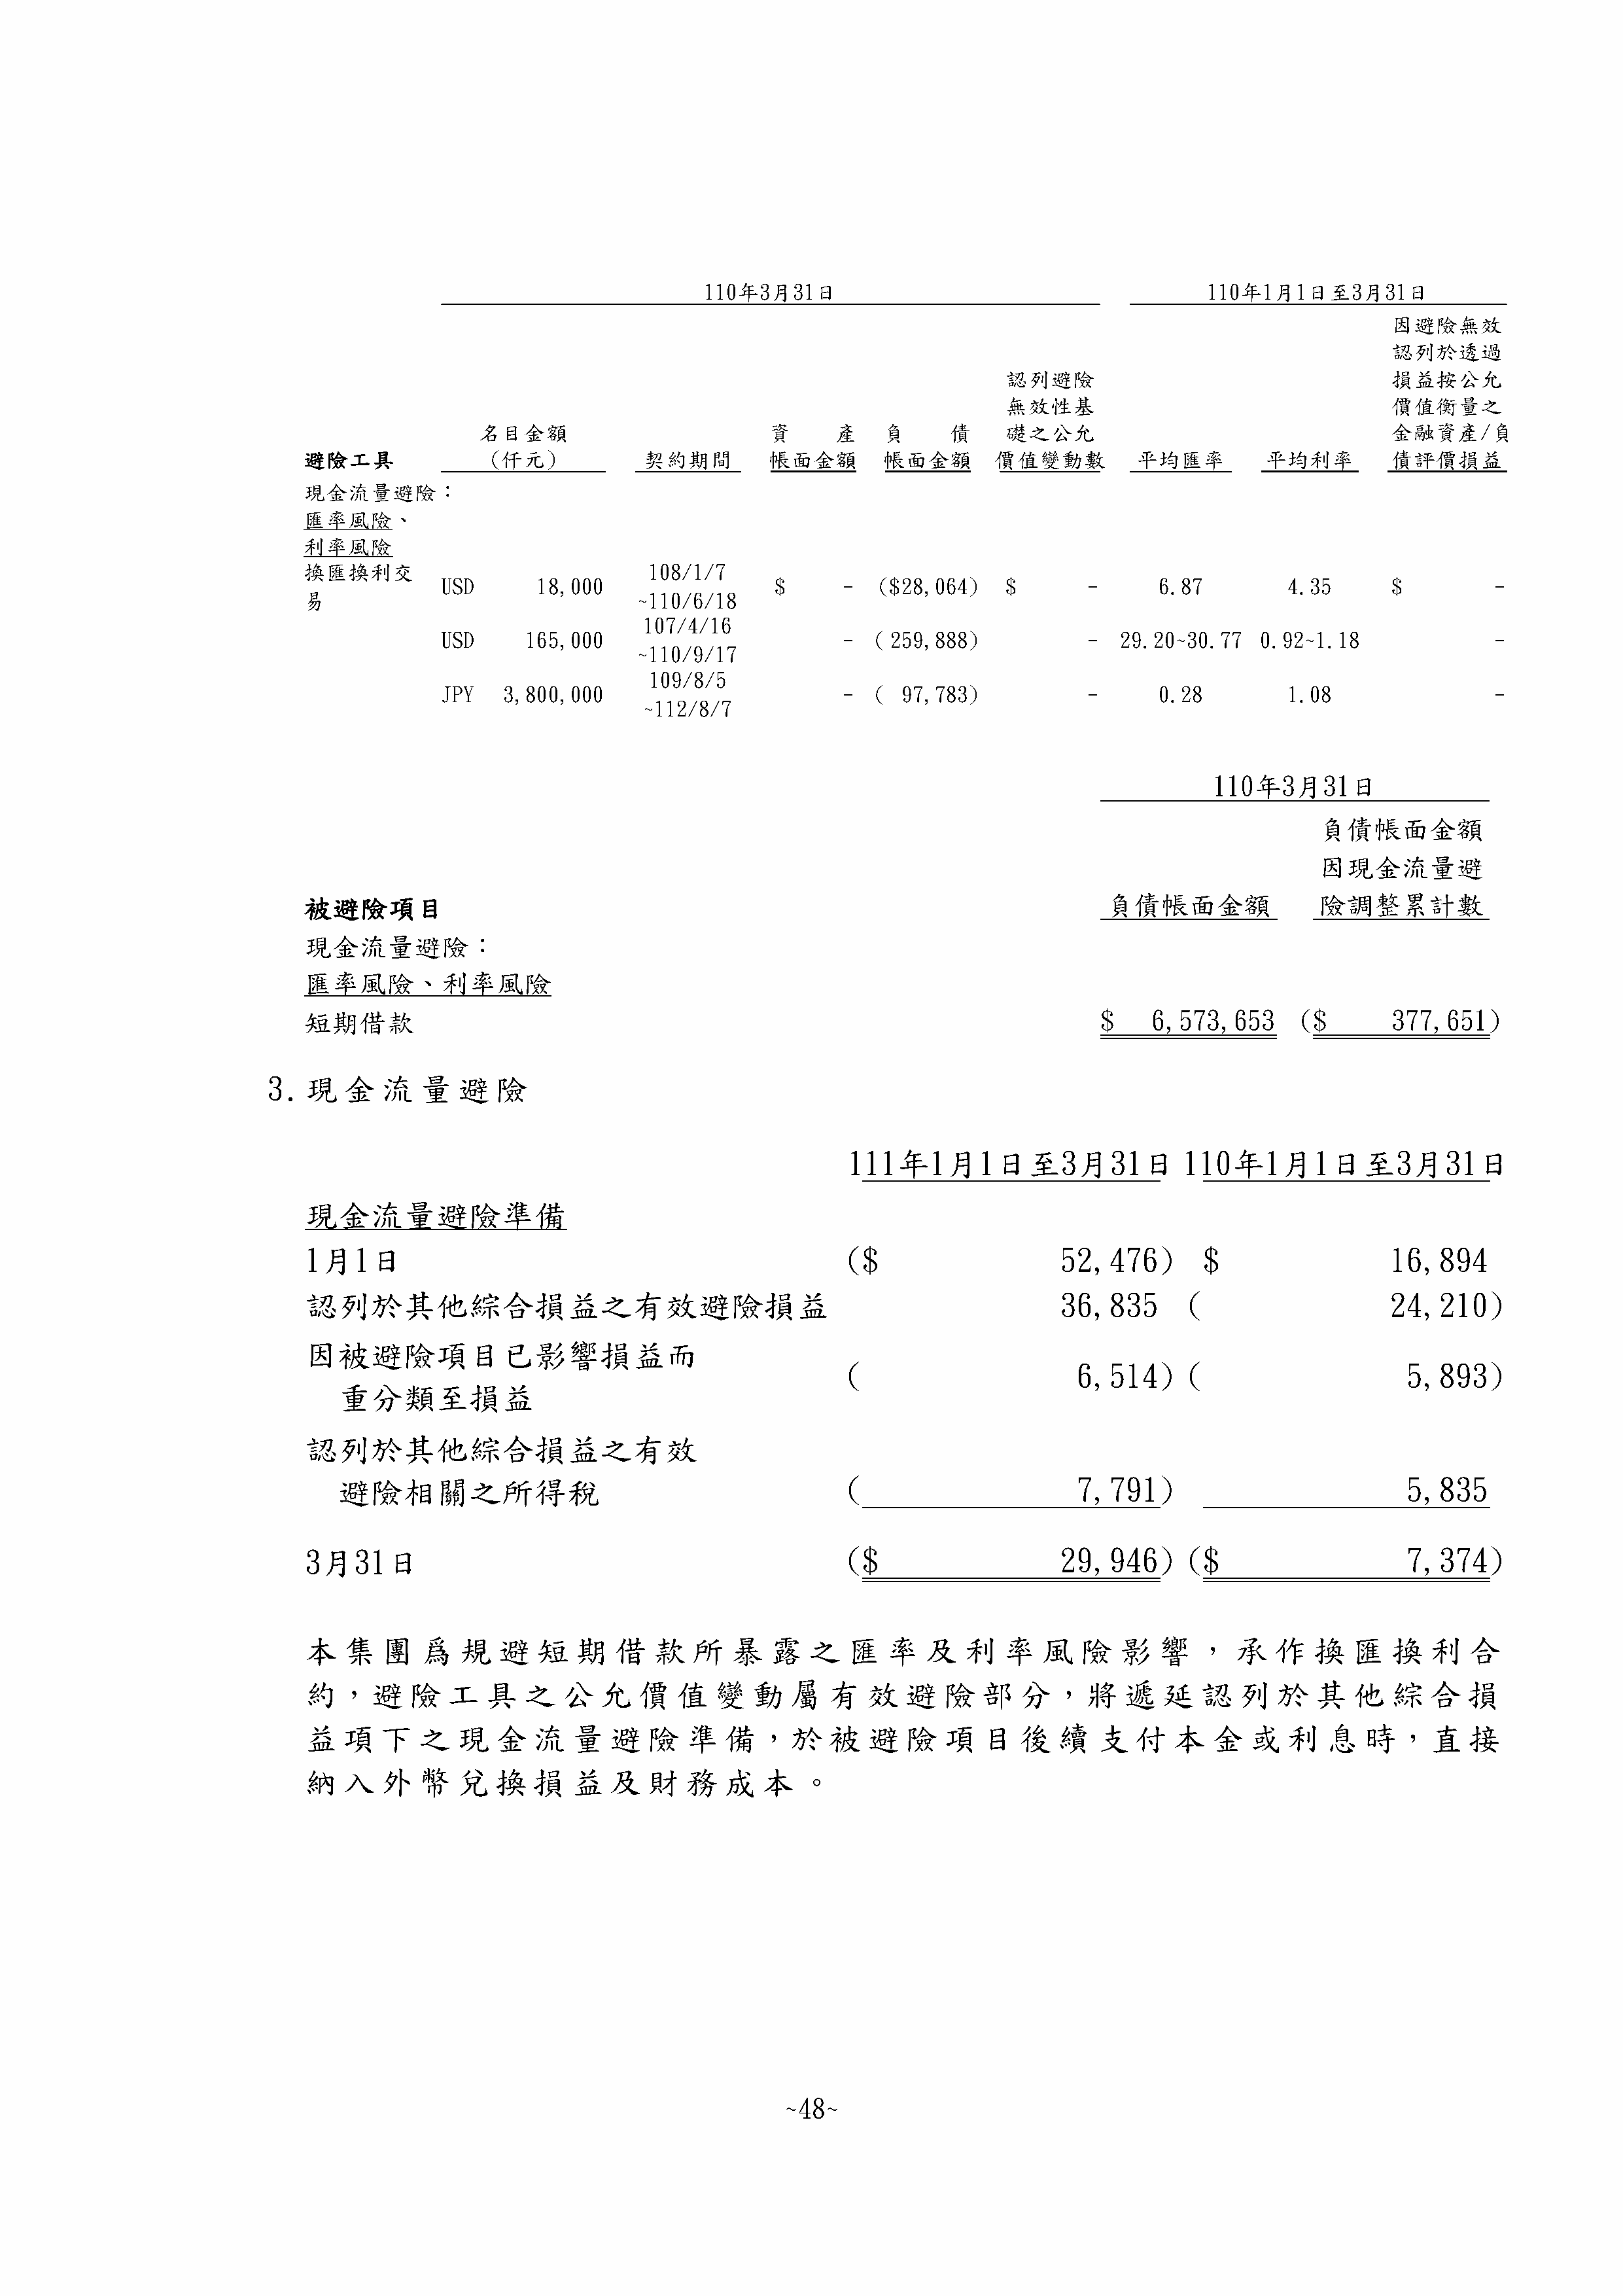 110年3月31日 110年1月1日至3月31日
因避險無效
認列於透過
認列避險 損益按公允
無效性基 價值衡量之
名目金額 資 產 負 債 礎之公允 金融資產/負
避險工具 (仟元) 契約期間 帳面金額 帳面金額 價值變動數 平均匯率 平均利率 債評價損益
現金流量避險：
匯率風險、
利率風險
換匯換利交易 USD 18,000 108/1/7~110/6/18 $ - ($28,064) $ - 6.87 4.35 $ -
USD 165,000 107/4/16~110/9/17 - ( 259,888) - 29.20~30.77 0.92~1.18 -
JPY 3,800,000 109/8/5~112/8/7 - ( 97,783) - 0.28 1.08 -
110年3月31日
負債帳面金額
因現金流量避
被避險項目 負債帳面金額 險調整累計數
現金流量避險：
匯率風險、利率風險
短期借款 $ 6,573,653 ($ 377,651)
3.現金流量避險
111年1月1日至3月31日 110年1月1日至3月31日
現金流量避險準備
1月1日 ($ 52,476) $ 16,894
認列於其他綜合損益之有效避險損益 36,835 ( 24,210)
因被避險項目已影響損益而
重分類至損益 ( 6,514) ( 5,893)
認列於其他綜合損益之有效
避險相關之所得稅 ( 7,791) 5,835
3月31日 ($ 29,946) ($ 7,374)
本集團為規避短期借款所暴露之匯率及利率風險影響，承作換匯換利合
約，避險工具之公允價值變動屬有效避險部分，將遞延認列於其他綜合損
益項下之現金流量避險準備，於被避險項目後續支付本金或利息時，直接
納入外幣兌換損益及財務成本。
~48~